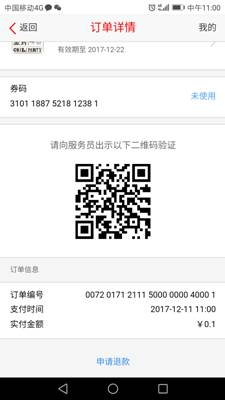 中国移动4G 中午11:00
返回 订单详情 我的
有效期至 2017-12-22
券码
3101 1887 5218 1238 1
未使用
请向服务员出示以下二维码验证
订单信息
订单编号 0072 0171 2111 5000 0000 4000 1
支付时间 2017-12-11 11:00
实付金额 ￥0.1
申请退款